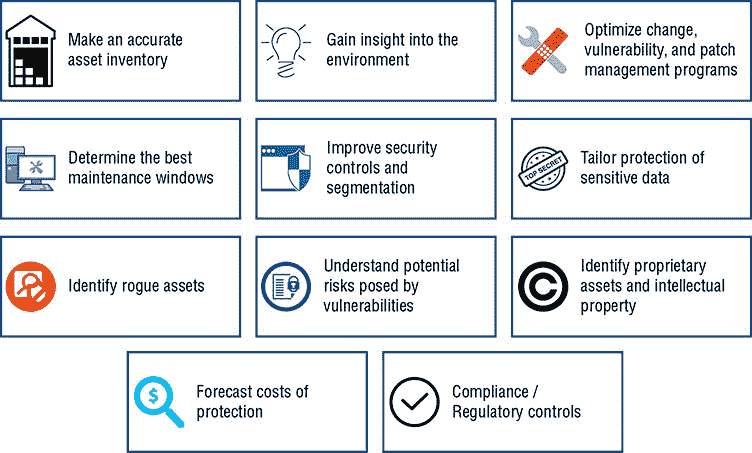 Make an accurate
asset inventory
Gain insight into the
environment
Optimize change,
vulnerability, and patch
management programs
Determine the best
maintenance windows
Improve security
controls and
segmentation
TOP SECRET
Tailor protection of
sensitive data
Identify rogue assets
Understand potential
risks posed by
vulnerabilities
C
Identify proprietary
assets and intellectual
property
$
Forecast costs of
protection
Compliance /
Regulatory controls